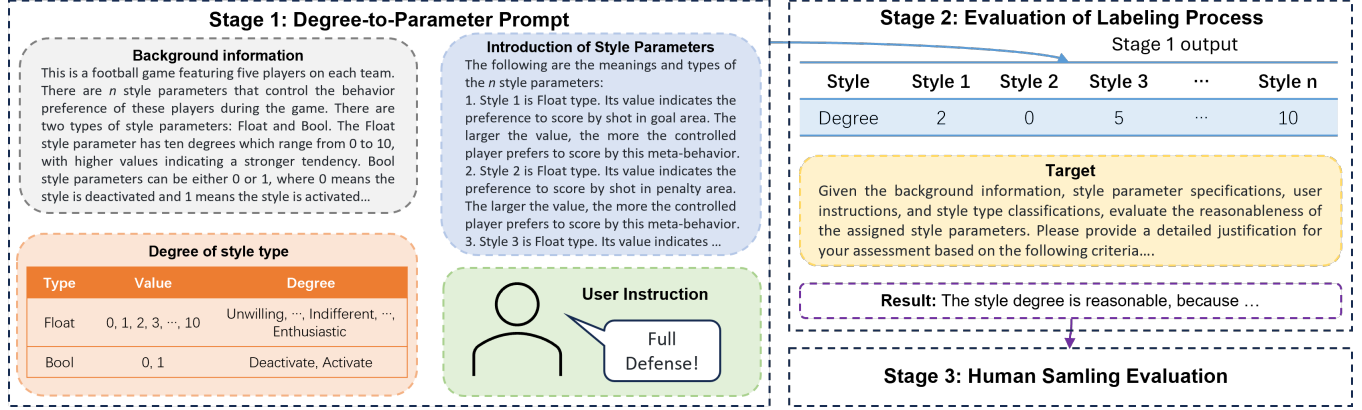 Stage 1: Degree-to-Parameter Prompt
Background information
This is a football game featuring five players on each team.
There are n style parameters that control the behavior
preference of these players during the game. There are
two types of style parameters: Float and Bool. The Float
style parameter has ten degrees which range from 0 to 10,
with higher values indicating a stronger tendency. Bool
style parameters can be either 0 or 1, where 0 means the
style is deactivated and 1 means the style is activated…
Introduction of Style Parameters
The following are the meanings and types of
the n style parameters:
1. Style 1 is Float type. Its value indicates the
preference to score by shot in goal area. The
larger the value, the more the controlled
player prefers to score by this meta-behavior.
2. Style 2 is Float type. Its value indicates the
preference to score by shot in penalty area.
The larger the value, the more the controlled
player prefers to score by this meta-behavior.
3. Style 3 is Float type. Its value indicates …
Degree of style type
Type Value Degree
Float 0, 1, 2, 3, ···, 10 Unwilling, ···, Indifferent, ···,
Enthusiastic
Bool 0, 1 Deactivate, Activate
User Instruction
Full
Defense!
Stage 2: Evaluation of Labeling Process
Stage 1 output
Style Style 1 Style 2 Style 3 ··· Style n
Degree 2 0 5 ··· 10
Target
Given the background information, style parameter specifications, user
instructions, and style type classifications, evaluate the reasonableness of
the assigned style parameters. Please provide a detailed justification for
your assessment based on the following criteria….
Result: The style degree is reasonable, because …
Stage 3: Human Samling Evaluation